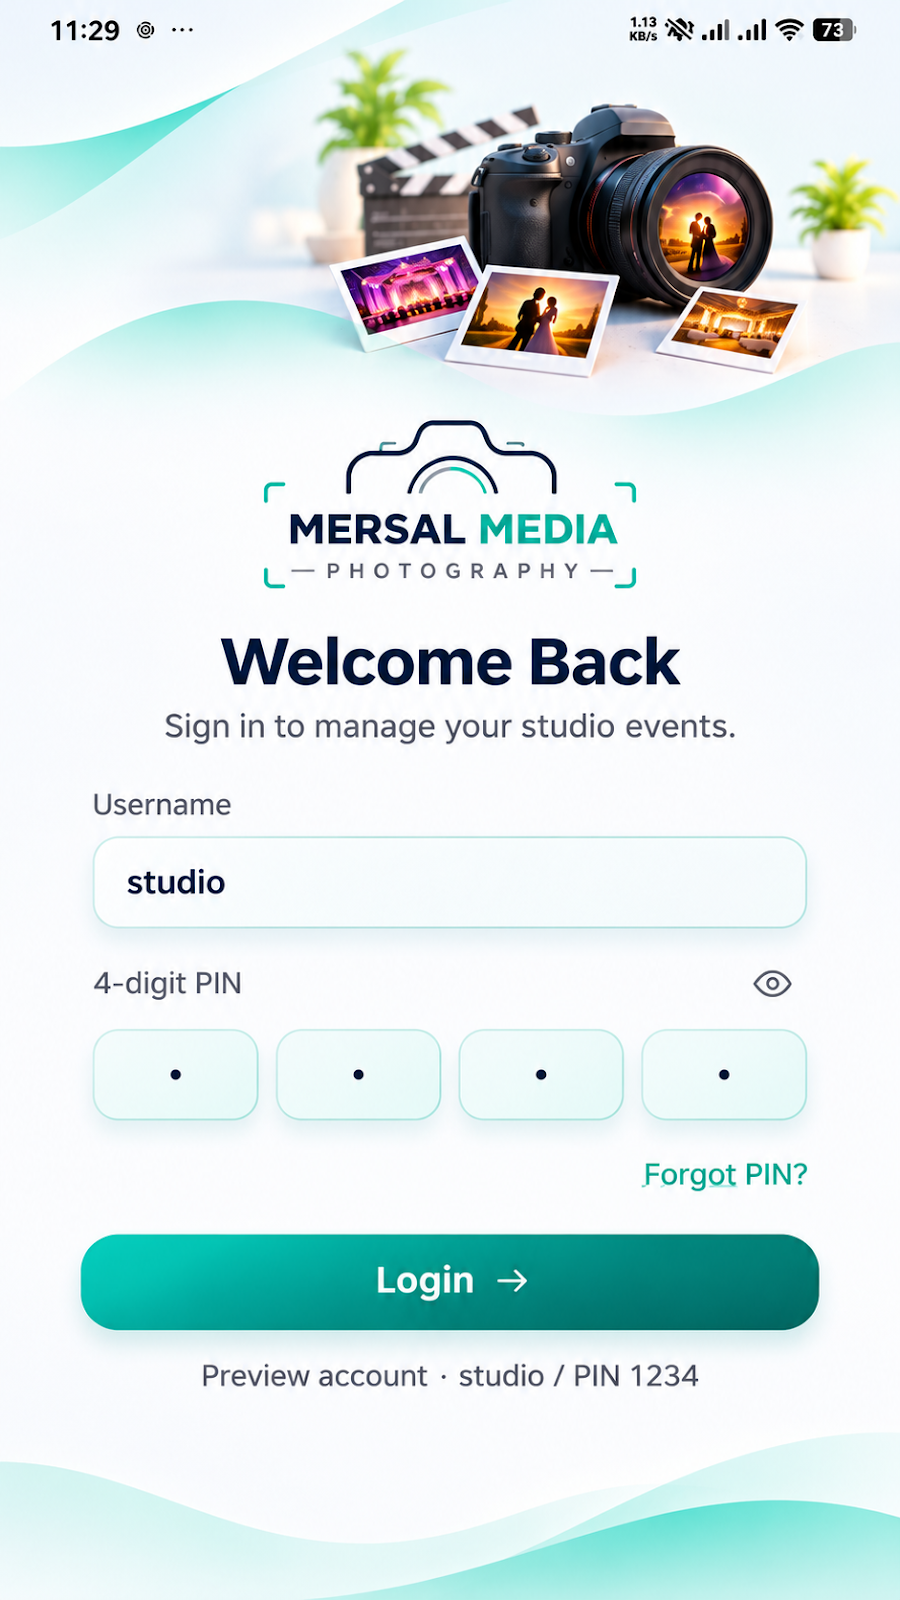 11:29
1.13
KB/s
73
MERSAL MEDIA
PHOTOGRAPHY
Welcome Back
Sign in to manage your studio events.
Username
studio
4-digit PIN
Forgot PIN?
Login →
Preview account · studio / PIN 1234